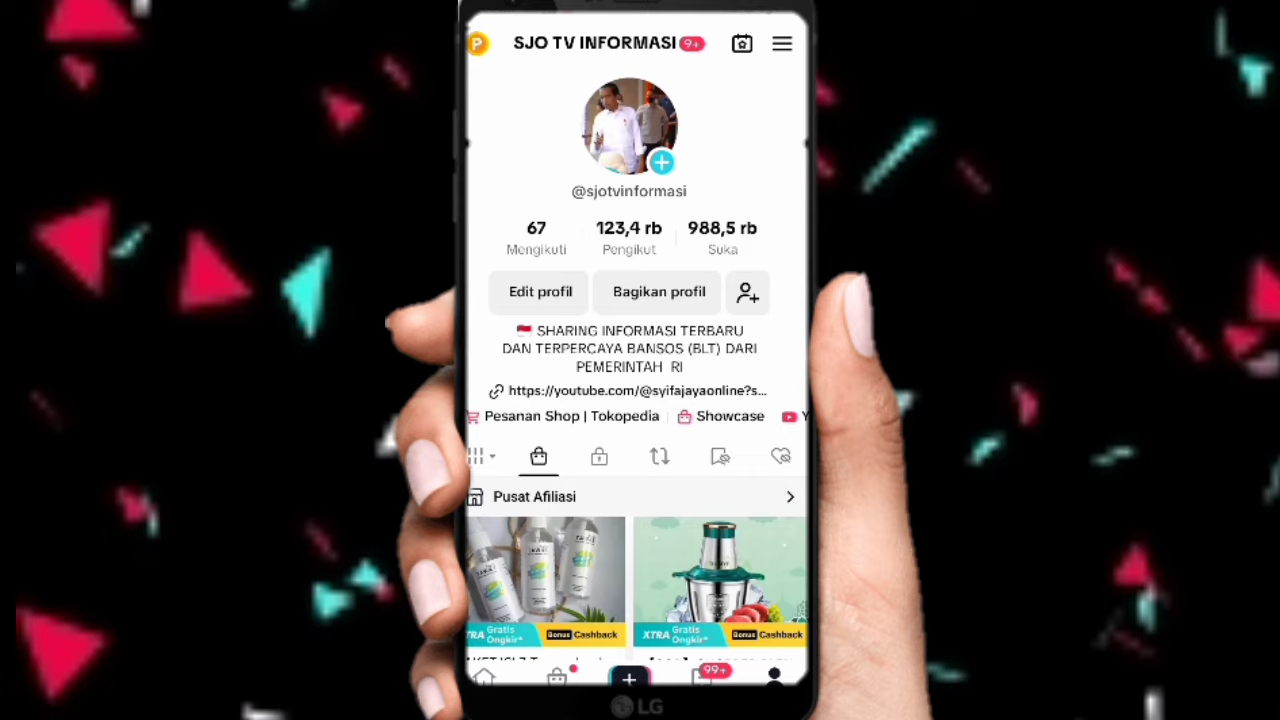 P
SJO TV INFORMASI 9+
@sjotvinformasi
67 123,4 rb 988,5 rb
Mengikuti Pengikut Suka
Edit profil Bagikan profil
SHARING INFORMASI TERBARU
DAN TERPERCAYA BANSOS (BLT) DARI
PEMERINTAH RI
https://youtube.com/@syifajayaonline?s...
Pesanan Shop | Tokopedia Showcase Y
Pusat Afiliasi
TRA Gratis Ongkir* Bonus Cashback
XTRA Gratis Ongkir* Bonus Cashback
99+
LG